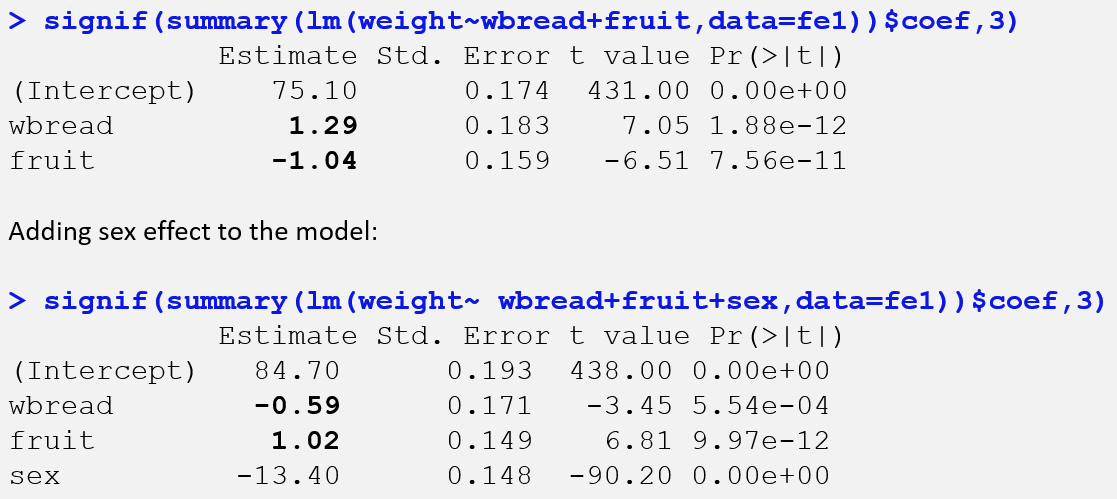 > signif(summary(lm(weight~wbread+fruit,data=fe1))$coef,3)
Estimate Std. Error t value Pr(>|t|)
(Intercept) 75.10 0.174 431.00 0.00e+00
wbread 1.29 0.183 7.05 1.88e-12
fruit -1.04 0.159 -6.51 7.56e-11
Adding sex effect to the model:
> signif(summary(lm(weight~ wbread+fruit+sex,data=fe1))$coef,3)
Estimate Std. Error t value Pr(>|t|)
(Intercept) 84.70 0.193 438.00 0.00e+00
wbread -0.59 0.171 -3.45 5.54e-04
fruit 1.02 0.149 6.81 9.97e-12
sex -13.40 0.148 -90.20 0.00e+00